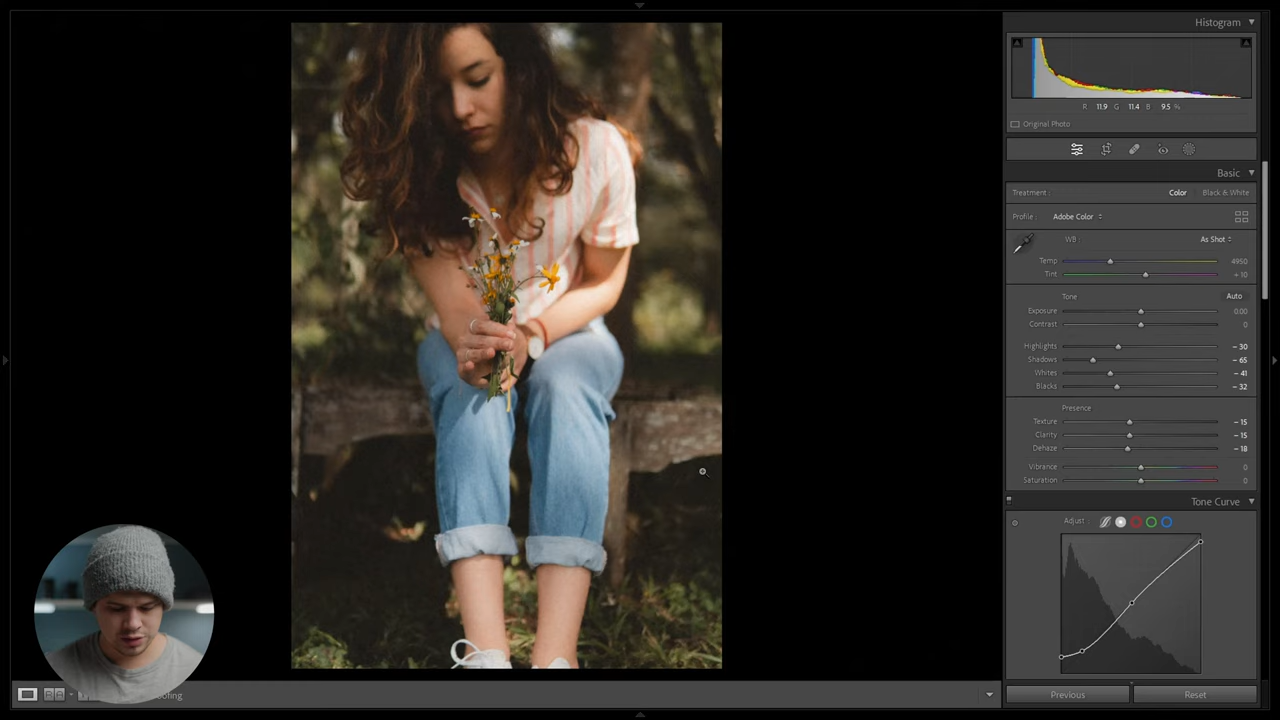 Histogram
R 11.9 G 11.4 B 9.5 %
Original Photo
Basic
Treatment : Color Black & White
Profile : Adobe Color
WB : As Shot
Temp 4950
Tint + 10
Tone Auto
Exposure 0.00
Contrast 0
Highlights – 30
Shadows – 65
Whites – 41
Blacks – 32
Presence
Texture – 15
Clarity – 15
Dehaze – 18
Vibrance 0
Saturation 0
Tone Curve
Adjust :
Previous Reset